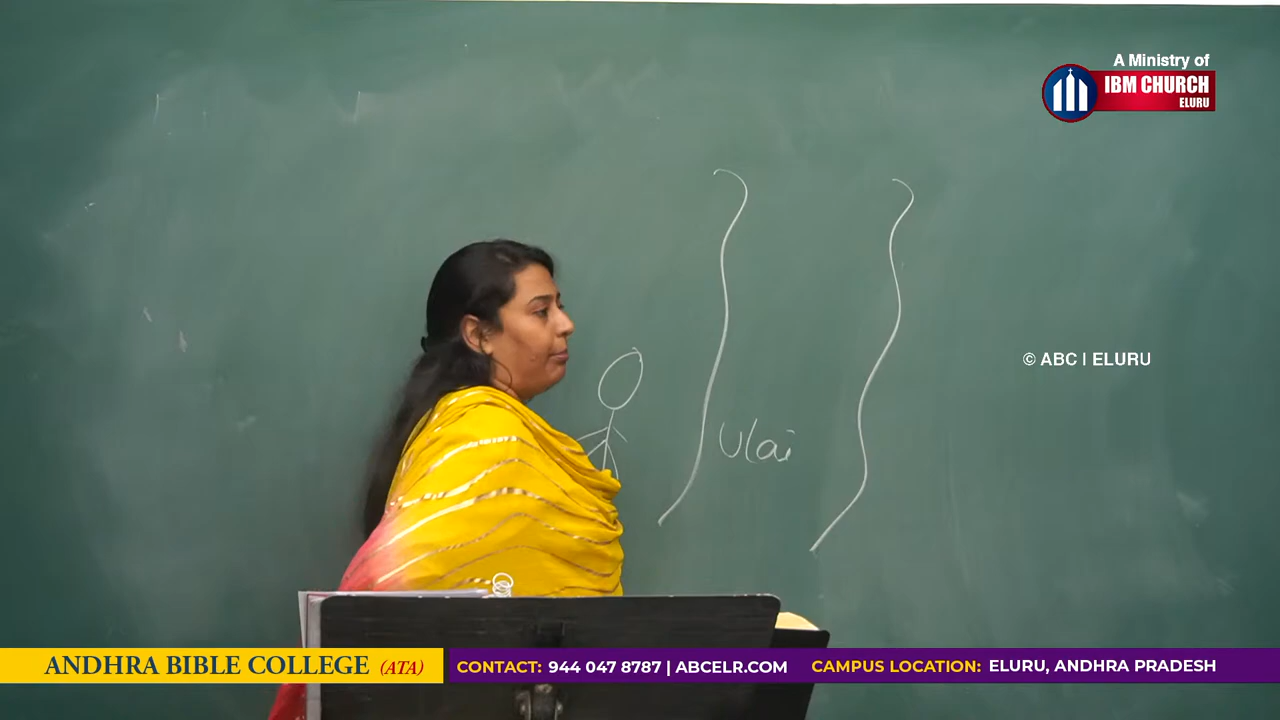 A Ministry of
IBM CHURCH
ELURU
© ABC | ELURU
Ulai
ANDHRA BIBLE COLLEGE (ATA)
CONTACT: 944 047 8787 | ABCELR.COM
CAMPUS LOCATION: ELURU, ANDHRA PRADESH